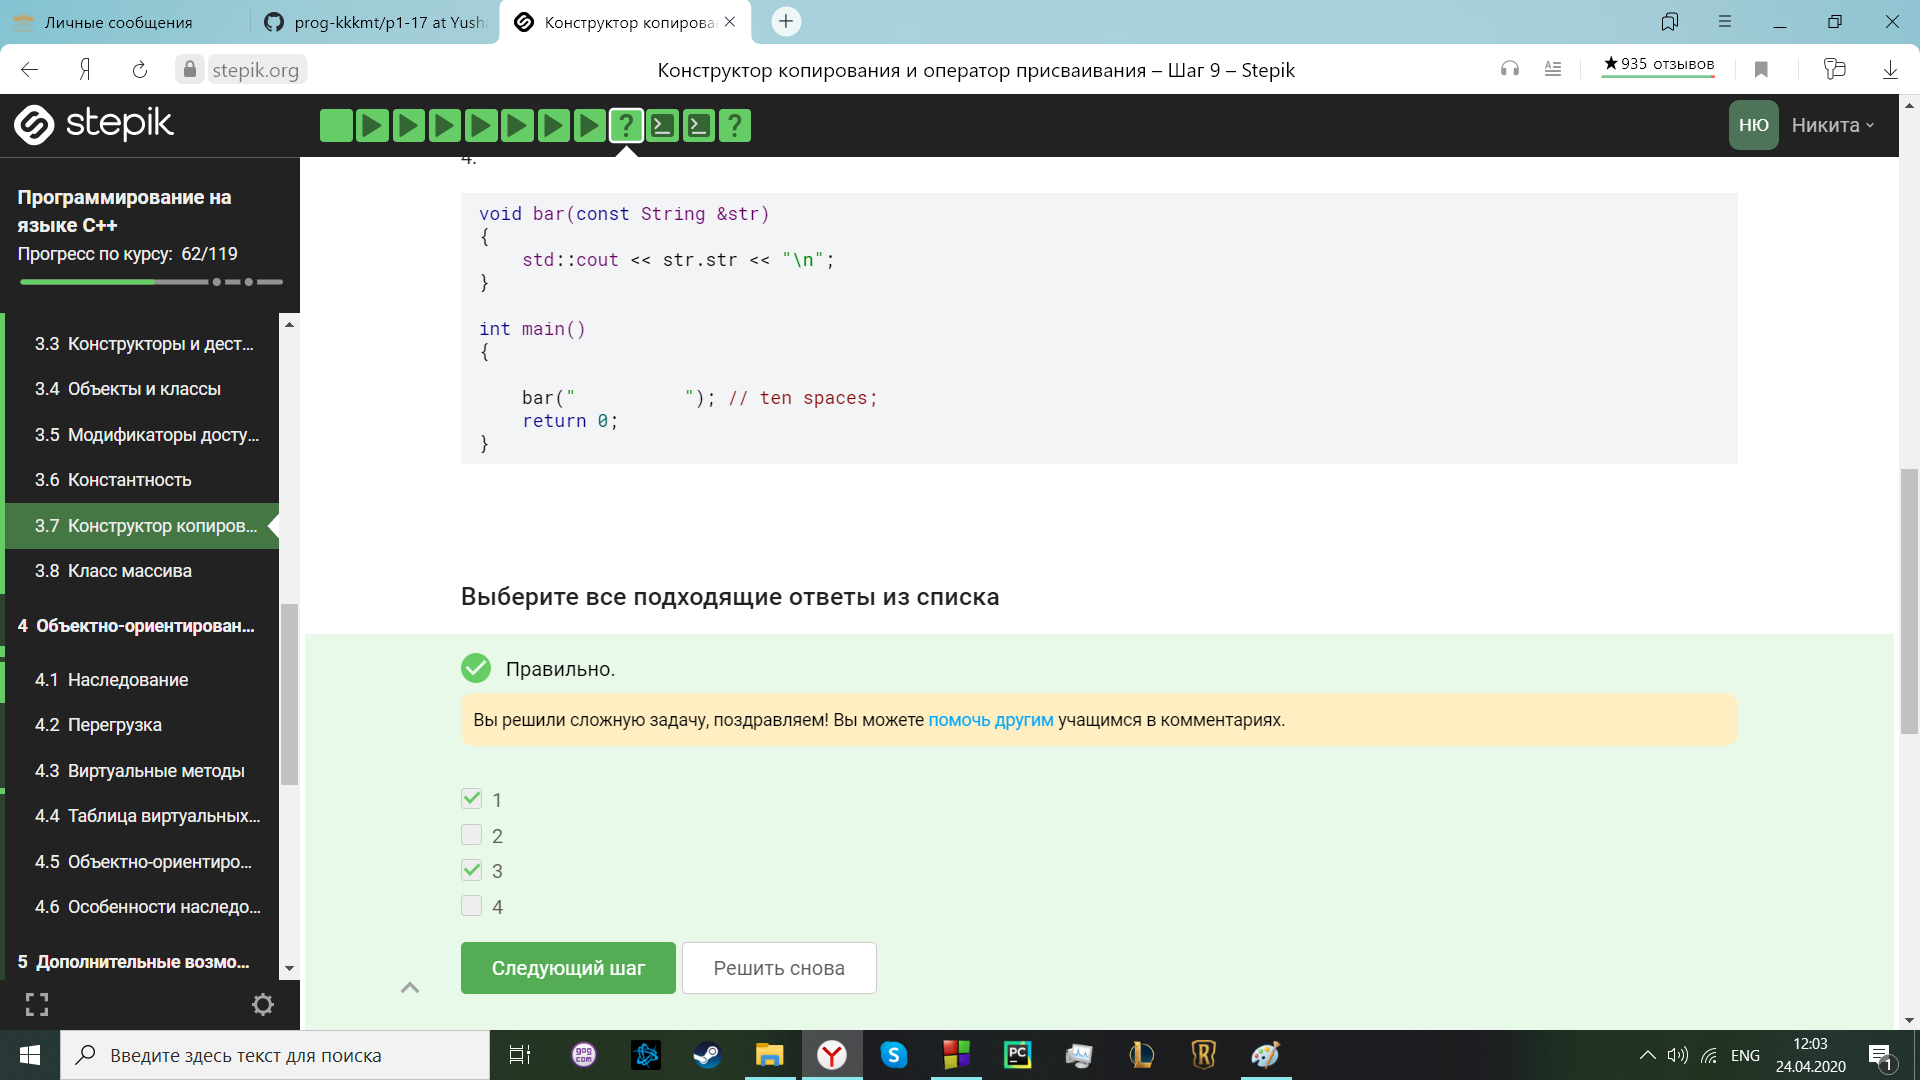 Личные сообщения
prog-kkkmt/p1-17 at Yush
Конструктор копирова
stepik.org
Конструктор копирования и оператор присваивания – Шаг 9 – Stepik
★935 отзывов
stepik
НЮ
Никита
Программирование на
языке C++
Прогресс по курсу: 62/119
3.3 Конструкторы и дест...
3.4 Объекты и классы
3.5 Модификаторы досту...
3.6 Константность
3.7 Конструктор копиров...
3.8 Класс массива
4 Объектно-ориентирован...
4.1 Наследование
4.2 Перегрузка
4.3 Виртуальные методы
4.4 Таблица виртуальных...
4.5 Объектно-ориентиро...
4.6 Особенности наследо...
5 Дополнительные возмо...
4.
void bar(const String &str)
{
    std::cout << str.str << "\n";
}
int main()
{
    bar("          "); // ten spaces;
    return 0;
}
Выберите все подходящие ответы из списка
Правильно.
Вы решили сложную задачу, поздравляем! Вы можете помочь другим учащимся в комментариях.
1
2
3
4
Следующий шаг
Решить снова
Введите здесь текст для поиска
gog
com
PC
ENG
12:03
24.04.2020
1